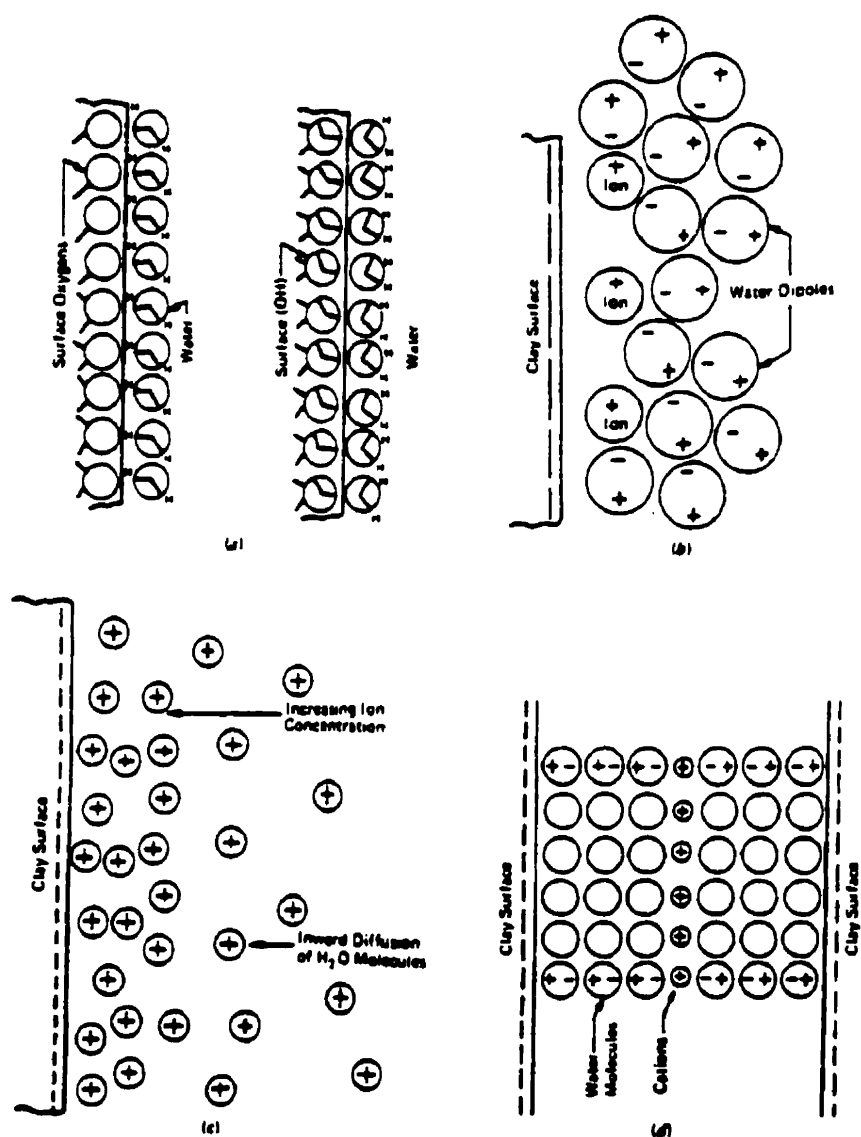 Surface Oxygens
Water
Surface (OH)
Water
(a)
Clay Surface
Ion
Ion
Ion
Water Dipoles
(b)
Clay Surface
Increasing Ion
Concentration
Inward Diffusion
of H₂O Molecules
(c)
Clay Surface
Water
Molecules
Cations
Clay Surface
(d)